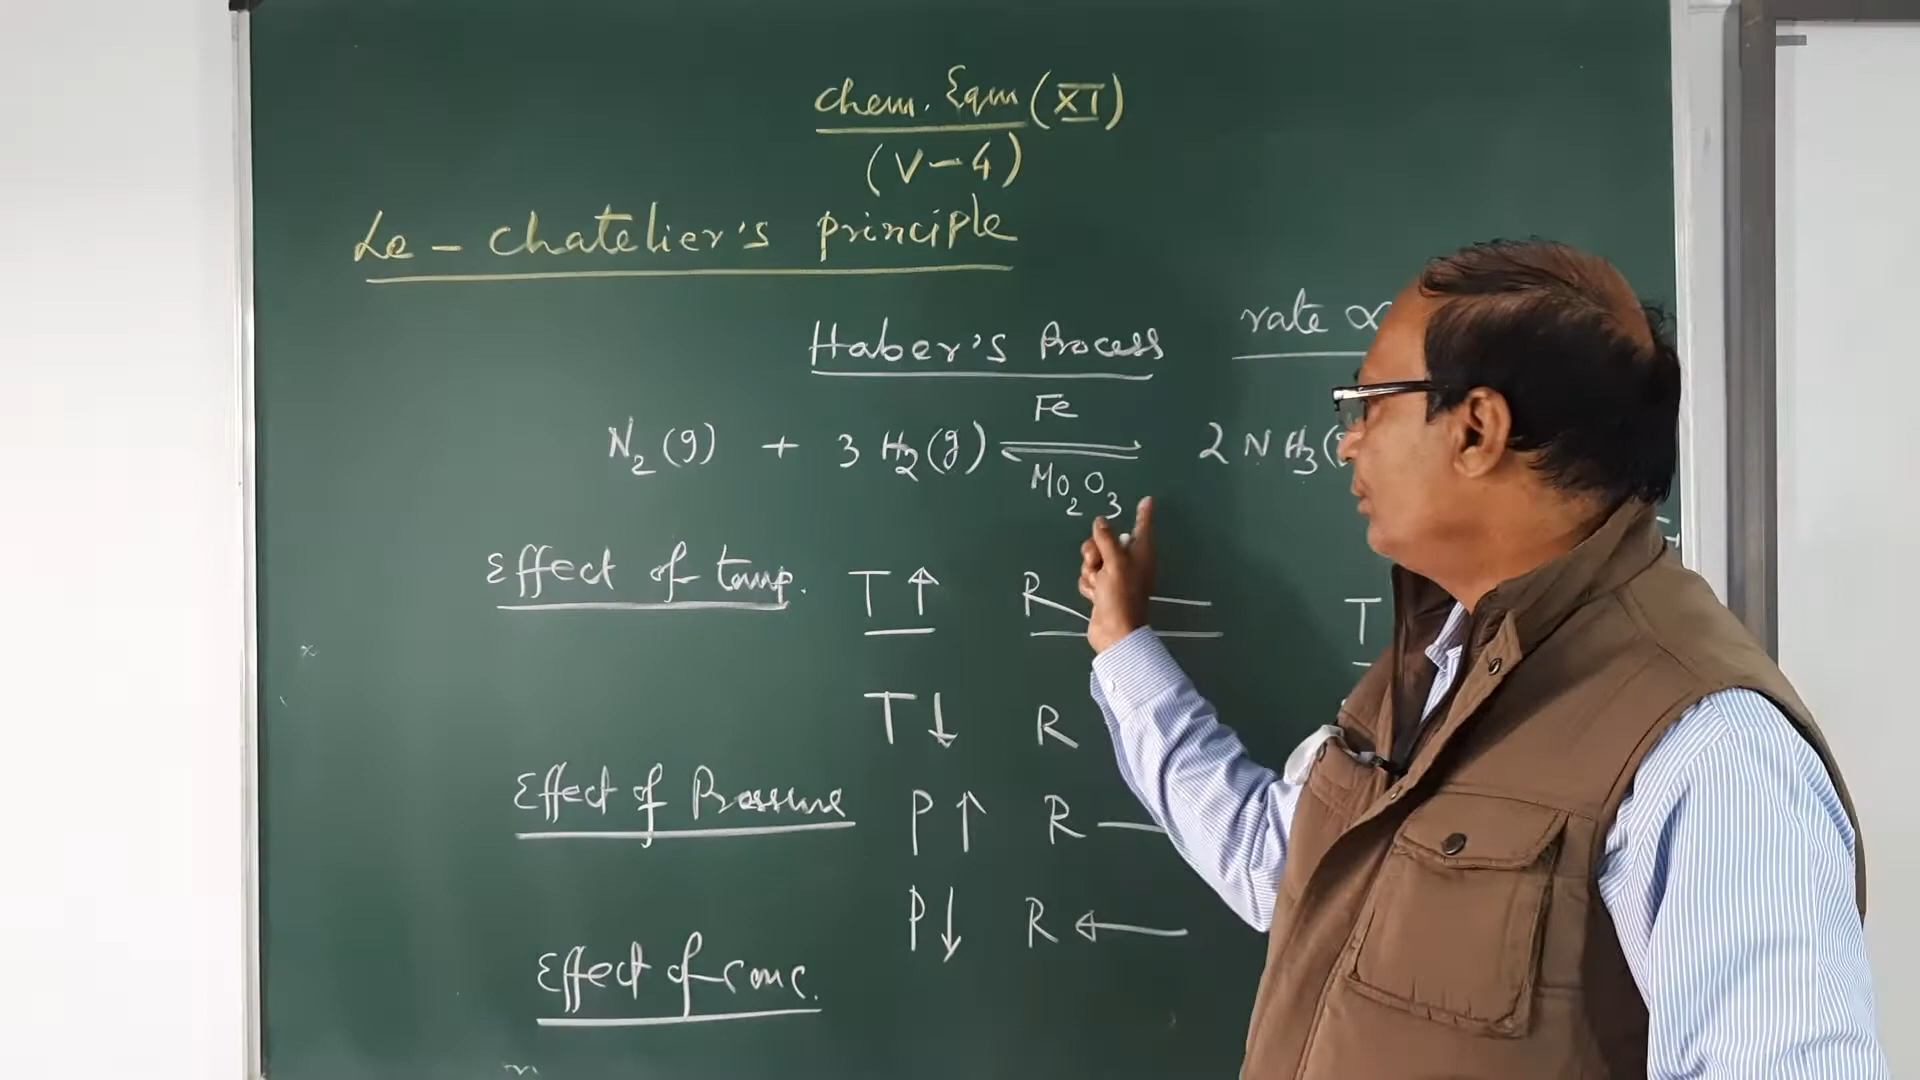 Chem. Eqm (XI)
(V-4)
Le - Chatelier's principle
Haber's Process
rate ∝
Fe
N₂(g) + 3 H₂(g) ⇌ 2 NH₃(g
Mo₂O₃
Effect of temp. T↑ R T
T↓ R
Effect of Pressure P↑ R —
P↓ R ←
Effect of conc.